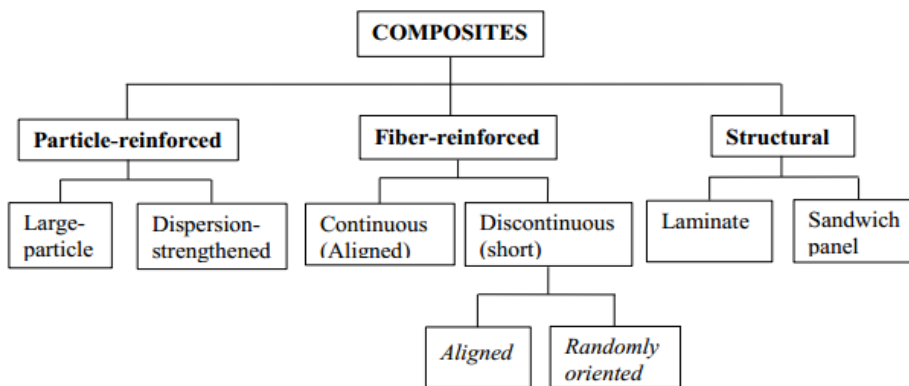 COMPOSITES
Particle-reinforced
Fiber-reinforced
Structural
Large-
particle
Dispersion-
strengthened
Continuous
(Aligned)
Discontinuous
(short)
Laminate
Sandwich
panel
Aligned
Randomly
oriented